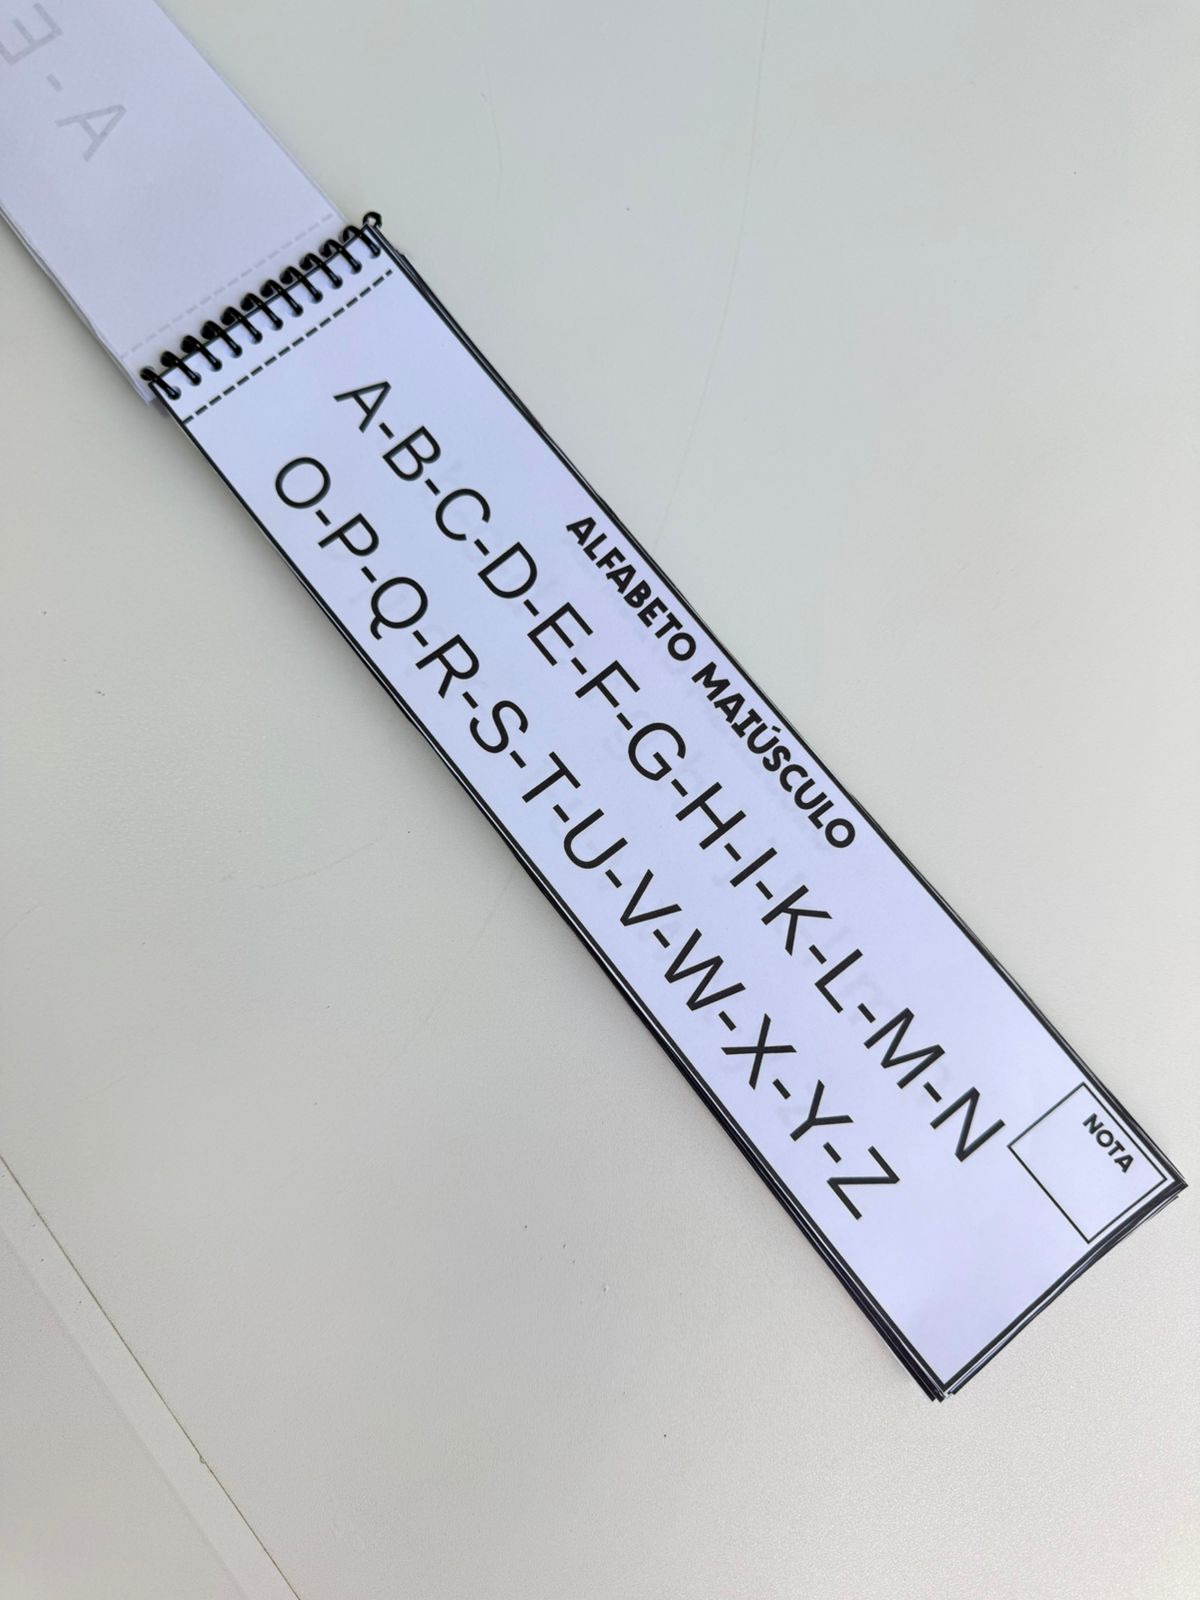 E-A
ALFABETO MAIÚSCULO
A-B-C-D-E-F-G-H-I-K-L-M-N
O-P-Q-R-S-T-U-V-W-X-Y-Z
NOTA